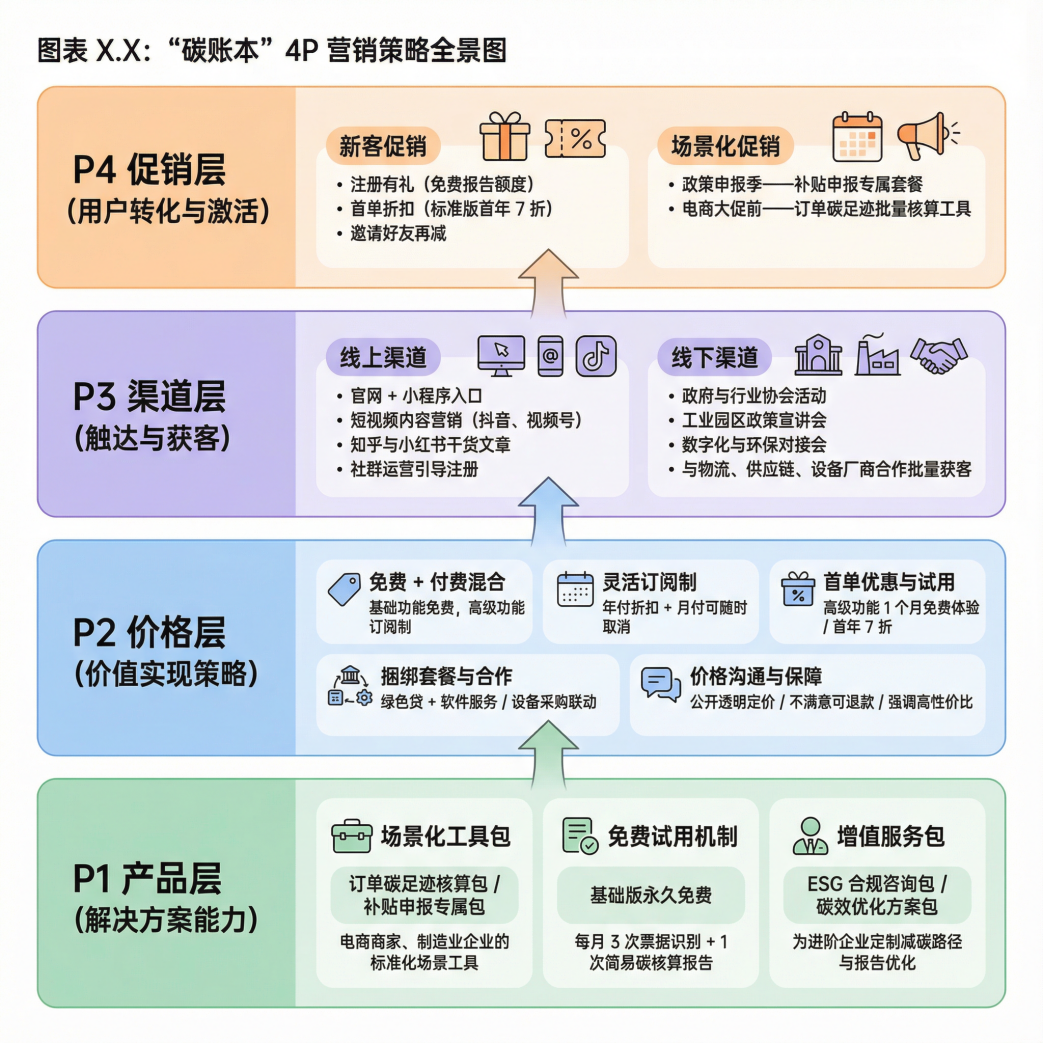 图表 X.X：“碳账本”4P 营销策略全景图
P4 促销层
（用户转化与激活）
新客促销
• 注册有礼（免费报告额度）
• 首单折扣（标准版首年 7 折）
• 邀请好友再减
场景化促销
• 政策申报季——补贴申报专属套餐
• 电商大促前——订单碳足迹批量核算工具
P3 渠道层
（触达与获客）
线上渠道
• 官网 + 小程序入口
• 短视频内容营销（抖音、视频号）
• 知乎与小红书干货文章
• 社群运营引导注册
线下渠道
• 政府与行业协会活动
• 工业园区政策宣讲会
• 数字化与环保对接会
• 与物流、供应链、设备厂商合作批量获客
P2 价格层
（价值实现策略）
免费 + 付费混合
基础功能免费，高级功能
订阅制
灵活订阅制
年付折扣 + 月付可随时
取消
首单优惠与试用
高级功能 1 个月免费体验
/ 首年 7 折
捆绑套餐与合作
绿色贷 + 软件服务 / 设备采购联动
价格沟通与保障
公开透明定价 / 不满意可退款 / 强调高性价比
P1 产品层
（解决方案能力）
场景化工具包
订单碳足迹核算包 /
补贴申报专属包
电商商家、制造业企业的
标准化场景工具
免费试用机制
基础版永久免费
每月 3 次票据识别 + 1
次简易碳核算报告
增值服务包
ESG 合规咨询包 /
碳效优化方案包
为进阶企业定制减碳路径
与报告优化